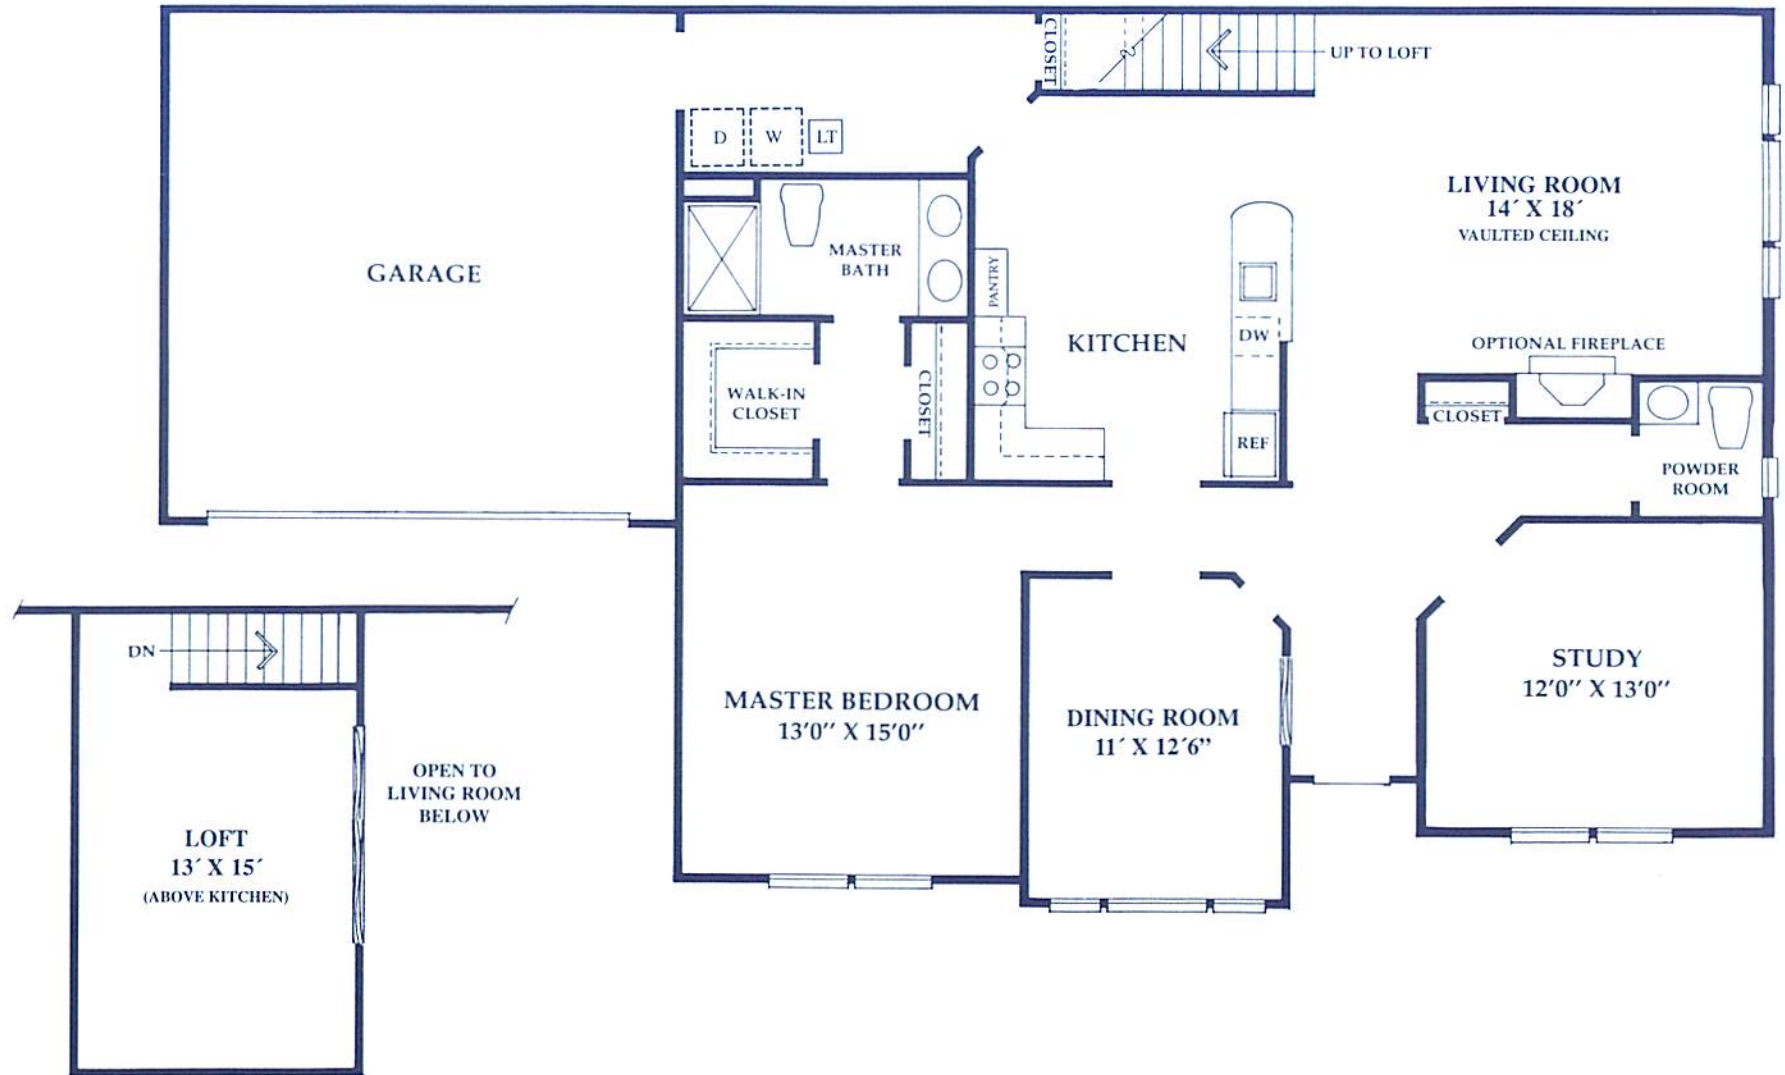 CLOSET
UP TO LOFT
D
W
LT
LIVING ROOM
14´ X 18´
VAULTED CEILING
MASTER
BATH
GARAGE
PANTRY
KITCHEN
DW
OPTIONAL FIREPLACE
WALK-IN
CLOSET
CLOSET
CLOSET
REF
POWDER
ROOM
DN
STUDY
12'0'' X 13'0''
MASTER BEDROOM
13'0'' X 15'0''
DINING ROOM
11´ X 12´6”
OPEN TO
LIVING ROOM
BELOW
LOFT
13´ X 15´
(ABOVE KITCHEN)